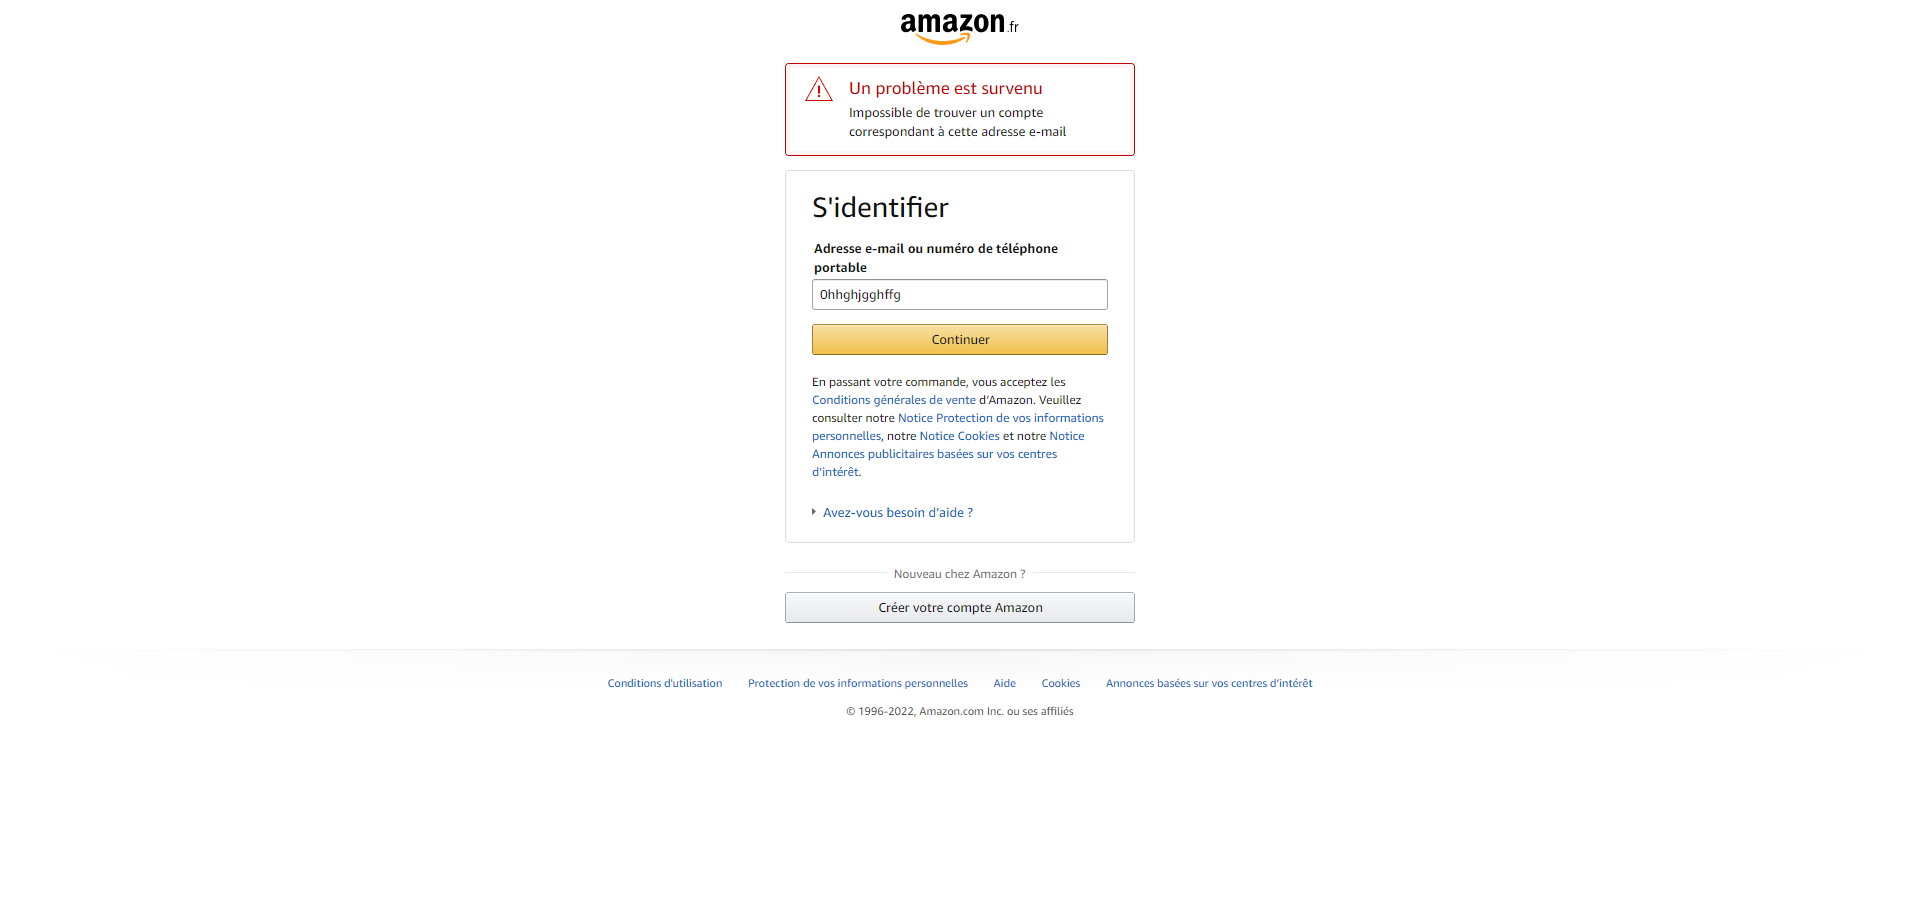 amazon.fr
Un problème est survenu
Impossible de trouver un compte
correspondant à cette adresse e-mail
S'identifier
Adresse e-mail ou numéro de téléphone
portable
0hhghjgghffg
Continuer
En passant votre commande, vous acceptez les
Conditions générales de vente d’Amazon. Veuillez
consulter notre Notice Protection de vos informations
personnelles, notre Notice Cookies et notre Notice
Annonces publicitaires basées sur vos centres
d’intérêt.
Avez-vous besoin d’aide ?
Nouveau chez Amazon ?
Créer votre compte Amazon
Conditions d'utilisation Protection de vos informations personnelles Aide Cookies Annonces basées sur vos centres d’intérêt
© 1996-2022, Amazon.com Inc. ou ses affiliés